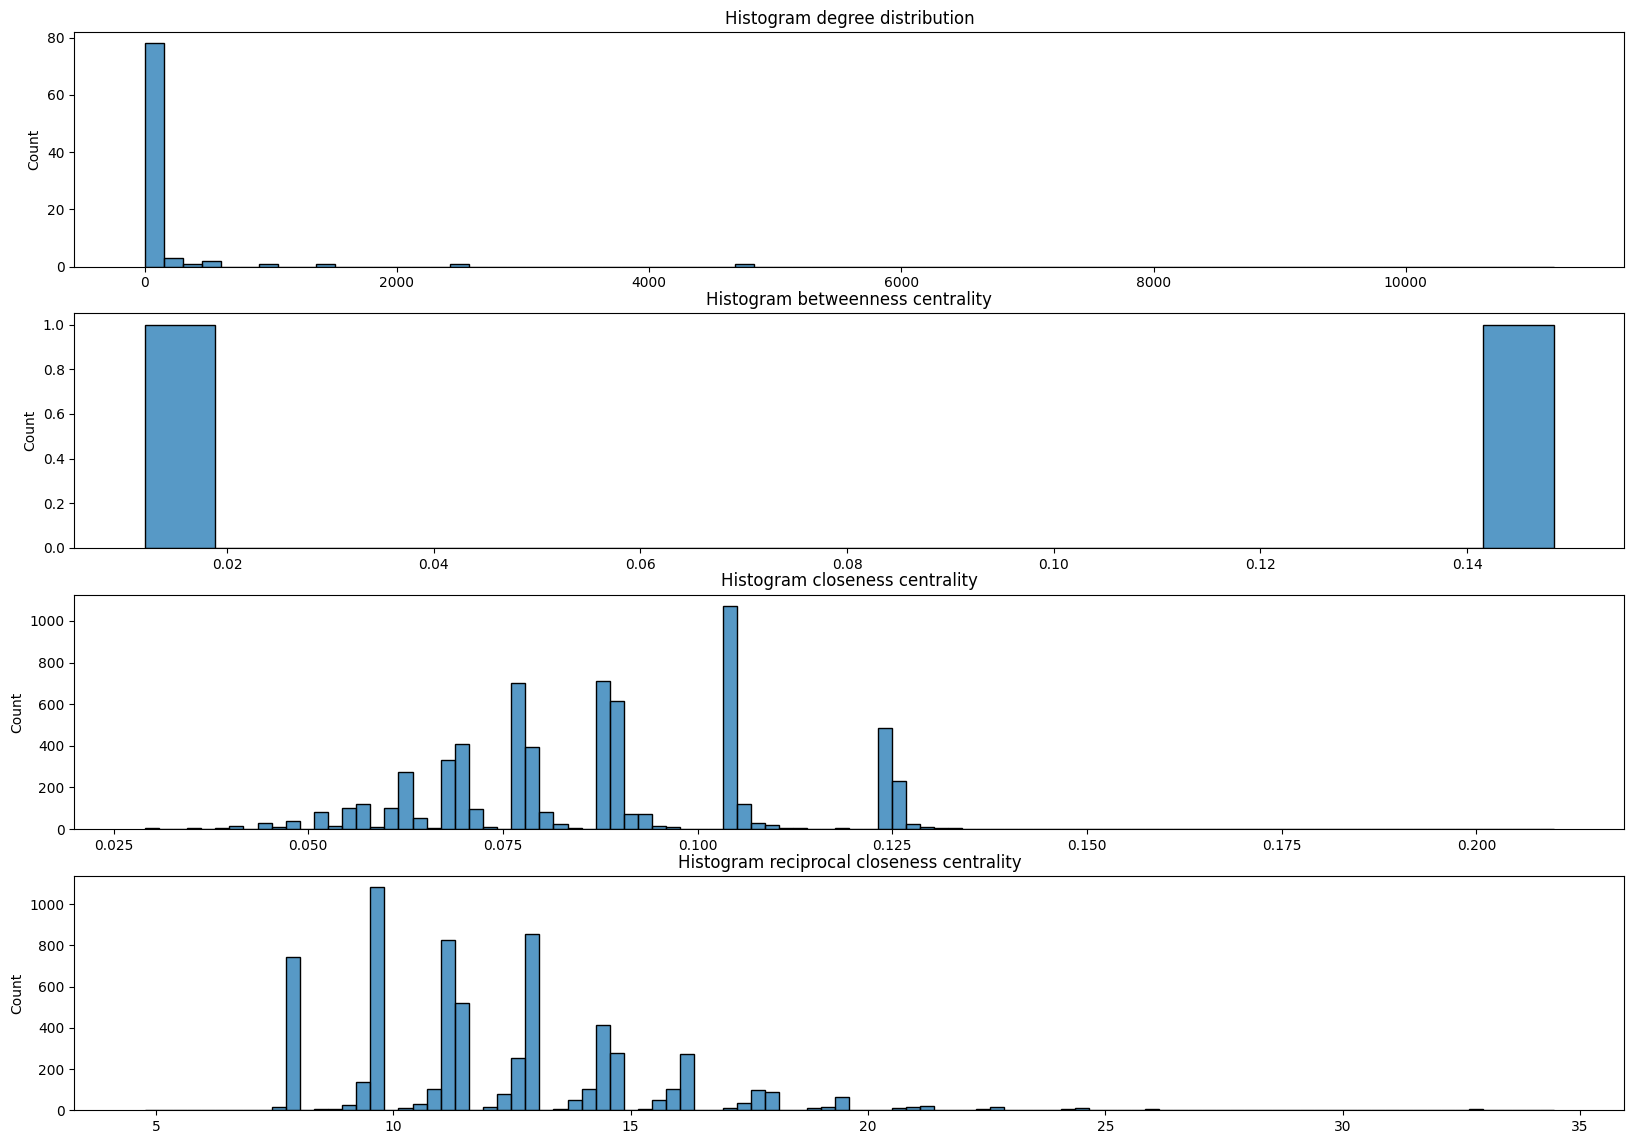 Histogram degree distribution
80
60
40
20
0
Count
0 2000 4000 6000 8000 10000
Histogram betweenness centrality
1.0
0.8
0.6
0.4
0.2
0.0
Count
0.02 0.04 0.06 0.08 0.10 0.12 0.14
Histogram closeness centrality
1000
800
600
400
200
0
Count
0.025 0.050 0.075 0.100 0.125 0.150 0.175 0.200
Histogram reciprocal closeness centrality
1000
800
600
400
200
0
Count
5 10 15 20 25 30 35